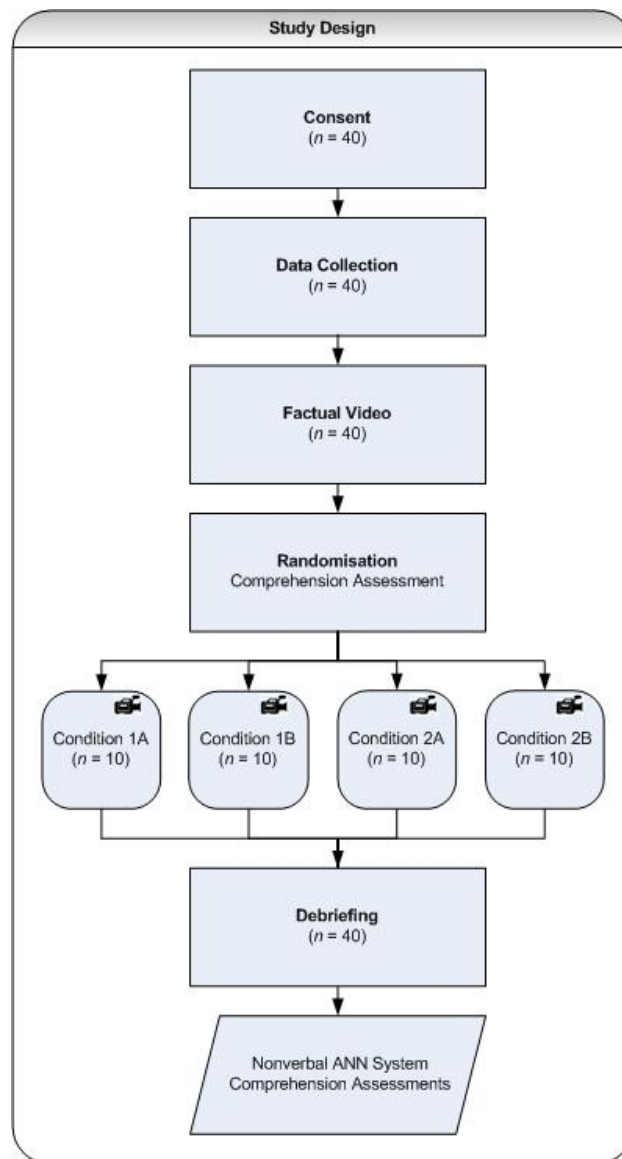 Study Design
Consent
(n = 40)
Data Collection
(n = 40)
Factual Video
(n = 40)
Randomisation
Comprehension Assessment
Condition 1A
(n = 10)
Condition 1B
(n = 10)
Condition 2A
(n = 10)
Condition 2B
(n = 10)
Debriefing
(n = 40)
Nonverbal ANN System
Comprehension Assessments